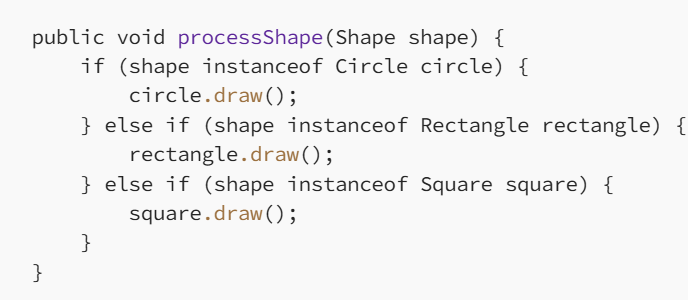 public void processShape(Shape shape) {
    if (shape instanceof Circle circle) {
        circle.draw();
    } else if (shape instanceof Rectangle rectangle) {
        rectangle.draw();
    } else if (shape instanceof Square square) {
        square.draw();
    }
}